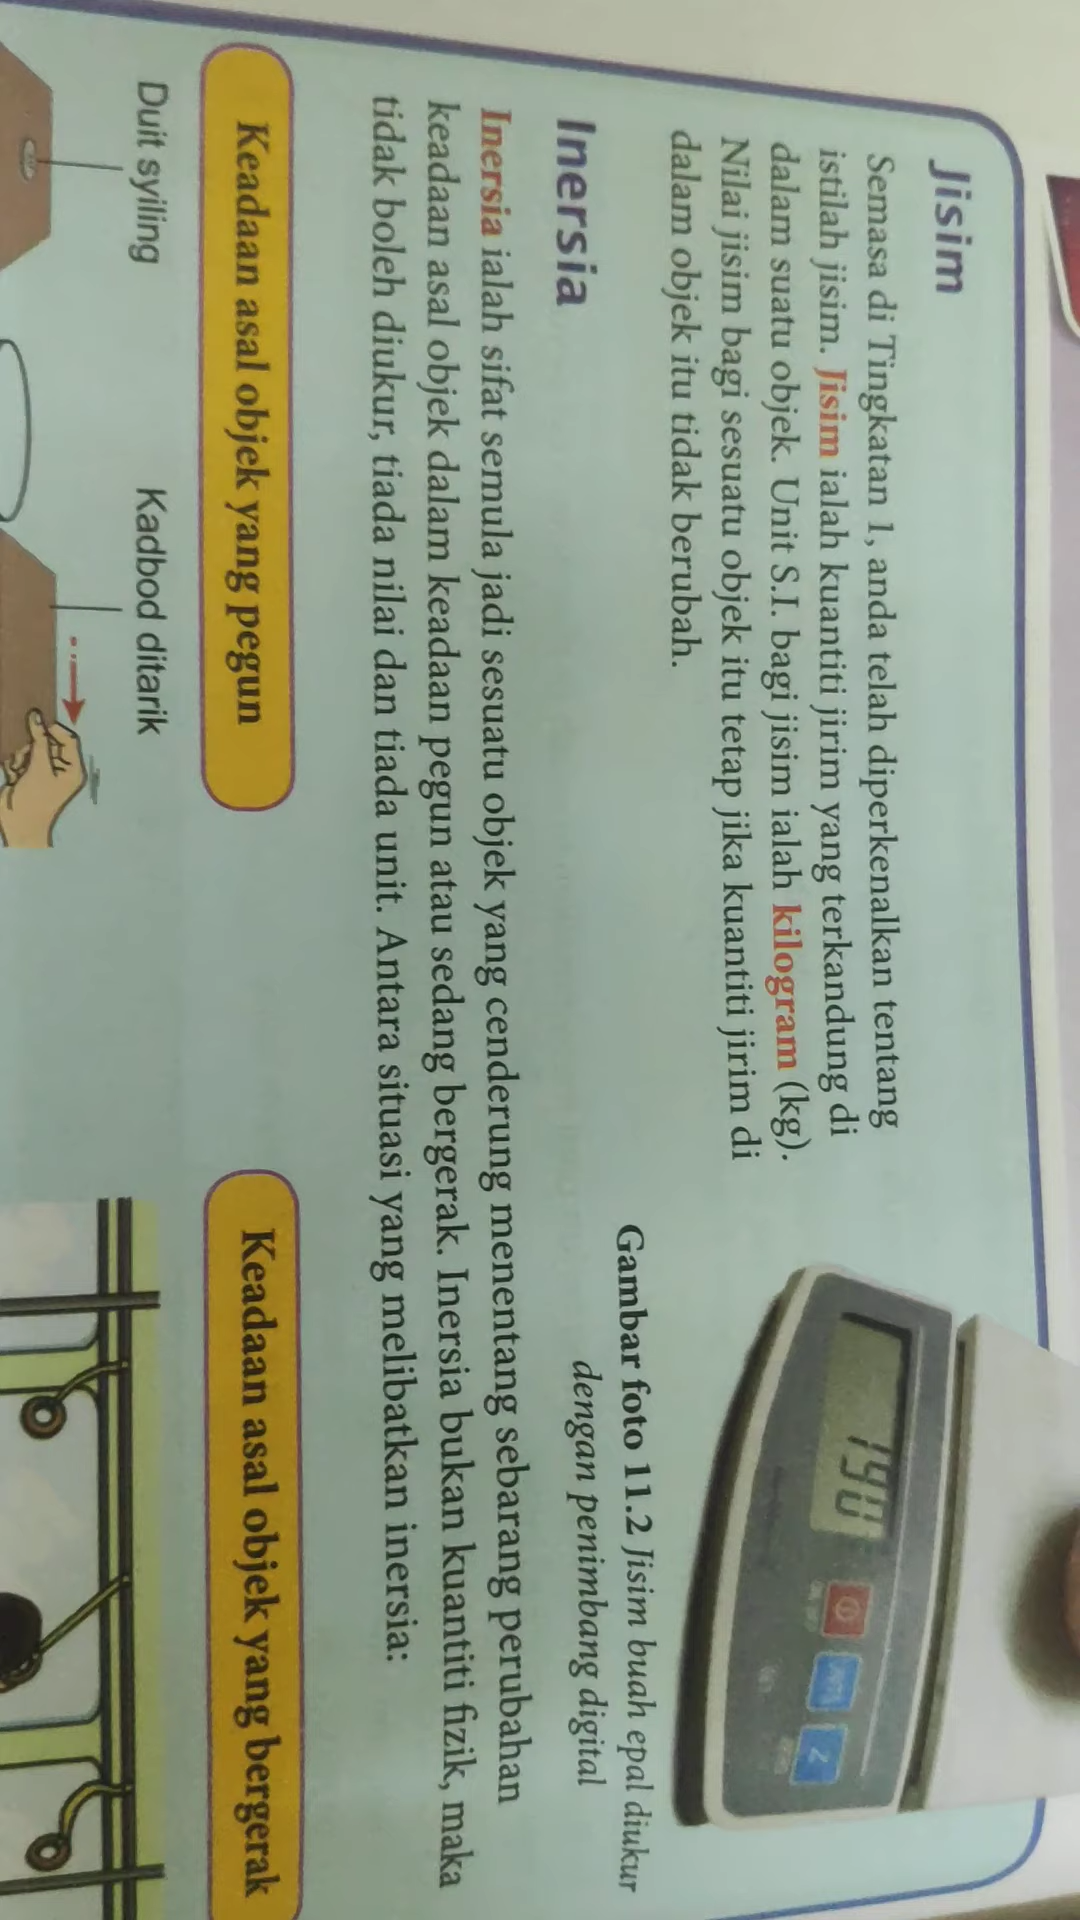 Jisim
Semasa di Tingkatan 1, anda telah diperkenalkan tentang
istilah jisim. Jisim ialah kuantiti jirim yang terkandung di
dalam suatu objek. Unit S.I. bagi jisim ialah kilogram (kg).
Nilai jisim bagi sesuatu objek itu tetap jika kuantiti jirim di
dalam objek itu tidak berubah.
190
Z
Gambar foto 11.2 Jisim buah epal diukur
dengan penimbang digital
Inersia
Inersia ialah sifat semula jadi sesuatu objek yang cenderung menentang sebarang perubahan
keadaan asal objek dalam keadaan pegun atau sedang bergerak. Inersia bukan kuantiti fizik, maka
tidak boleh diukur, tiada nilai dan tiada unit. Antara situasi yang melibatkan inersia:
Keadaan asal objek yang pegun
Keadaan asal objek yang bergerak
Duit syiling
Kadbod ditarik